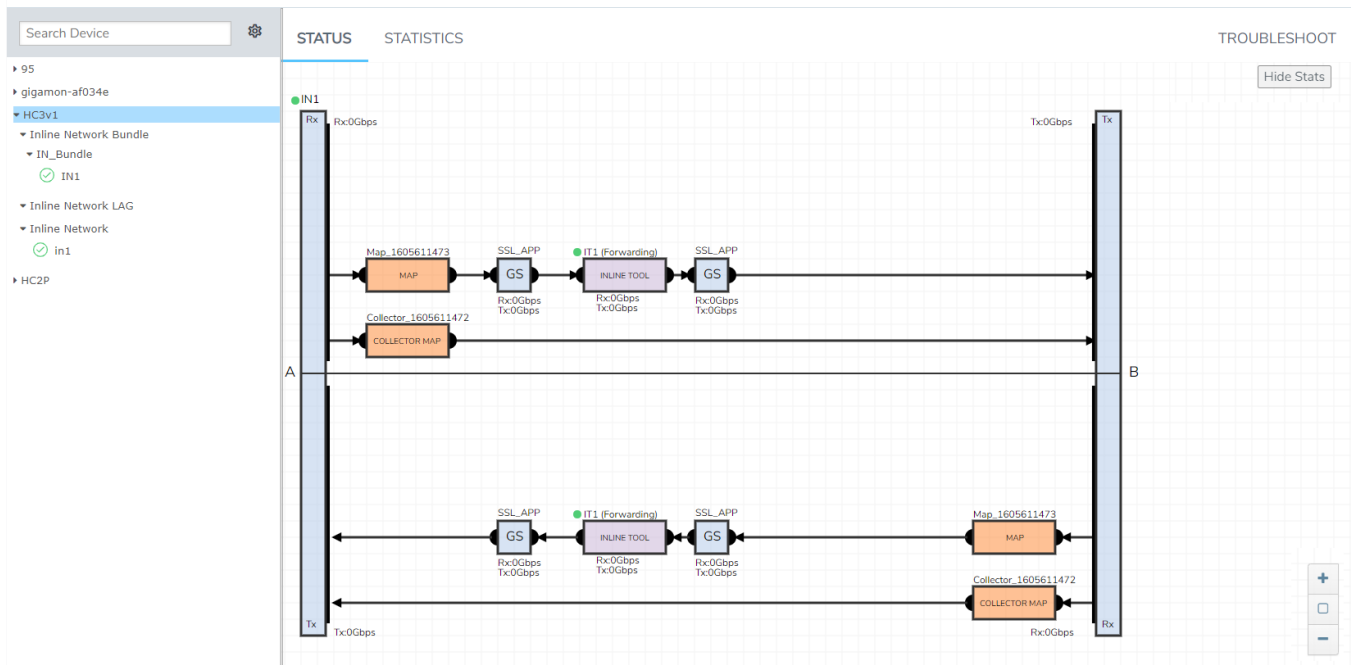 Search Device
95
gigamon-af034e
HC3v1
Inline Network Bundle
IN_Bundle
IN1
Inline Network LAG
Inline Network
in1
HC2P
STATUS STATISTICS TROUBLESHOOT
Hide Stats
IN1
Rx Rx:0Gbps Tx:0Gbps Tx
Map_1605611473 SSL_APP IT1 (Forwarding) SSL_APP
MAP GS INLINE TOOL GS
Rx:0Gbps Rx:0Gbps Rx:0Gbps
Tx:0Gbps Tx:0Gbps Tx:0Gbps
Collector_1605611472
COLLECTOR MAP
A B
SSL_APP IT1 (Forwarding) SSL_APP Map_1605611473
GS INLINE TOOL GS MAP
Rx:0Gbps Rx:0Gbps Rx:0Gbps
Tx:0Gbps Tx:0Gbps Tx:0Gbps
Collector_1605611472
COLLECTOR MAP
Tx Tx:0Gbps Rx:0Gbps Rx
+
−